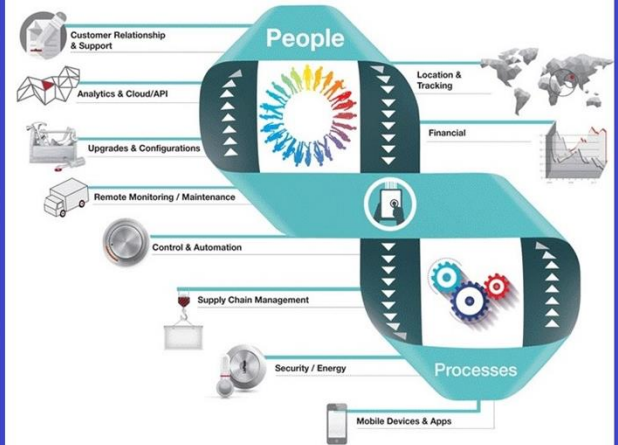 People
Customer Relationship
& Support
Analytics & Cloud/API
Upgrades & Configurations
Remote Monitoring / Maintenance
Control & Automation
Supply Chain Management
Security / Energy
Mobile Devices & Apps
Location &
Tracking
Financial
Processes